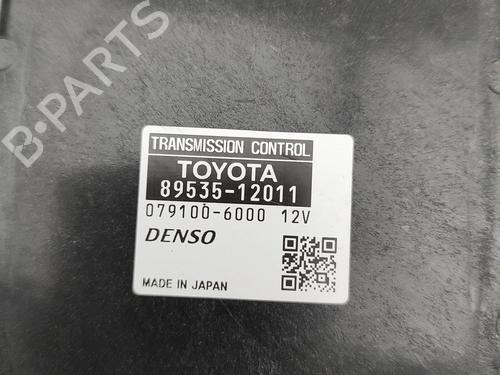 B-PARTS
TRANSMISSION CONTROL
TOYOTA
89535-12011
079100-6000 12V
DENSO
MADE IN JAPAN